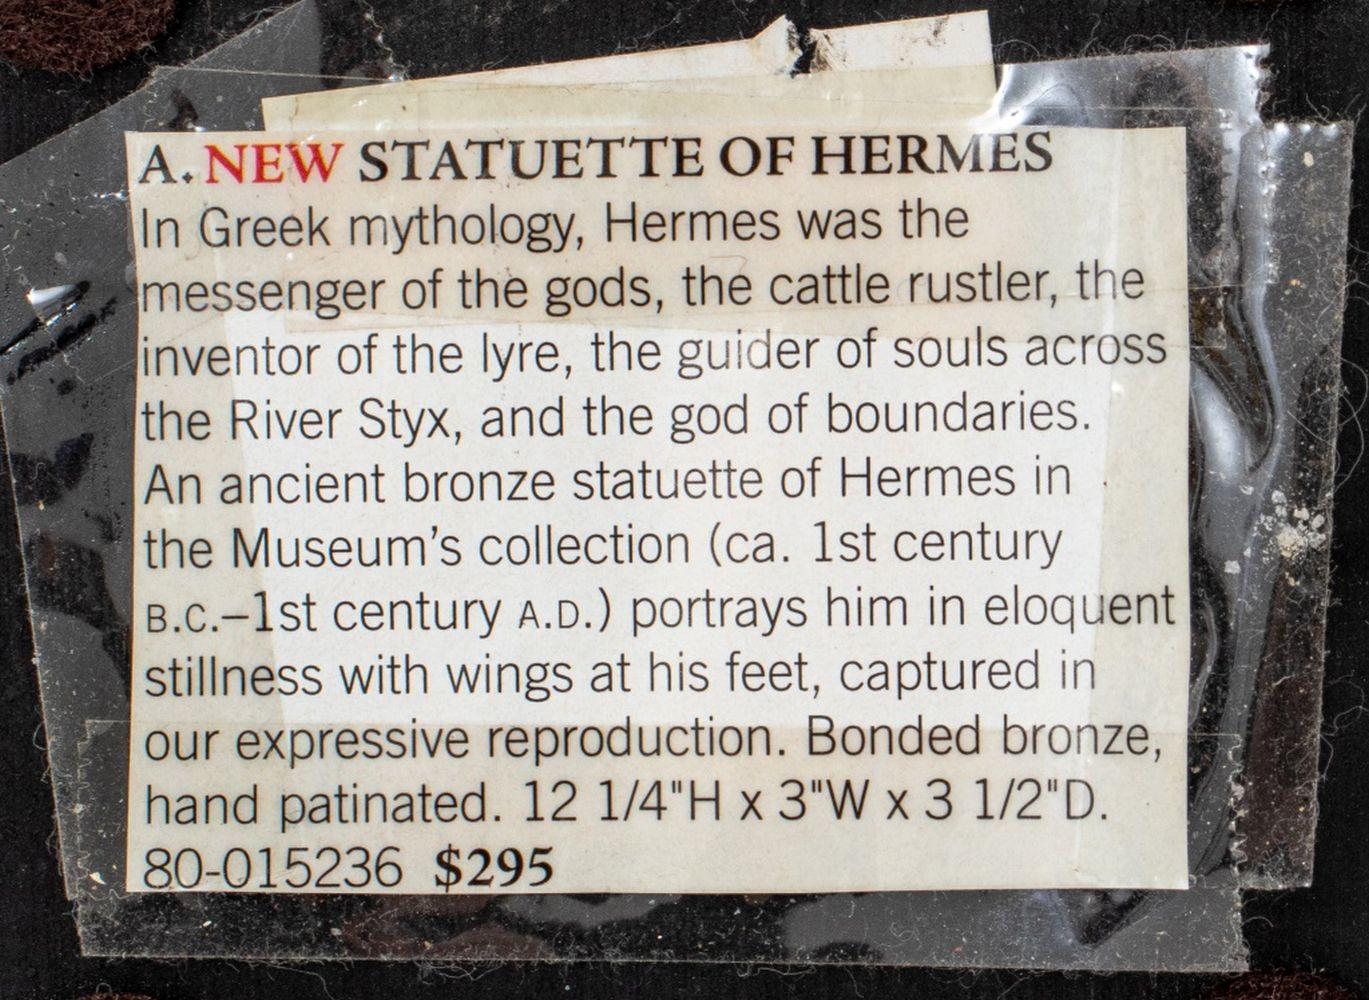 A. NEW STATUETTE OF HERMES
In Greek mythology, Hermes was the
messenger of the gods, the cattle rustler, the
inventor of the lyre, the guider of souls across
the River Styx, and the god of boundaries.
An ancient bronze statuette of Hermes in
the Museum's collection (ca. 1st century
B.C.–1st century A.D.) portrays him in eloquent
stillness with wings at his feet, captured in
our expressive reproduction. Bonded bronze,
hand patinated. 12 1/4"H x 3"W x 3 1/2"D.
80-015236 $295